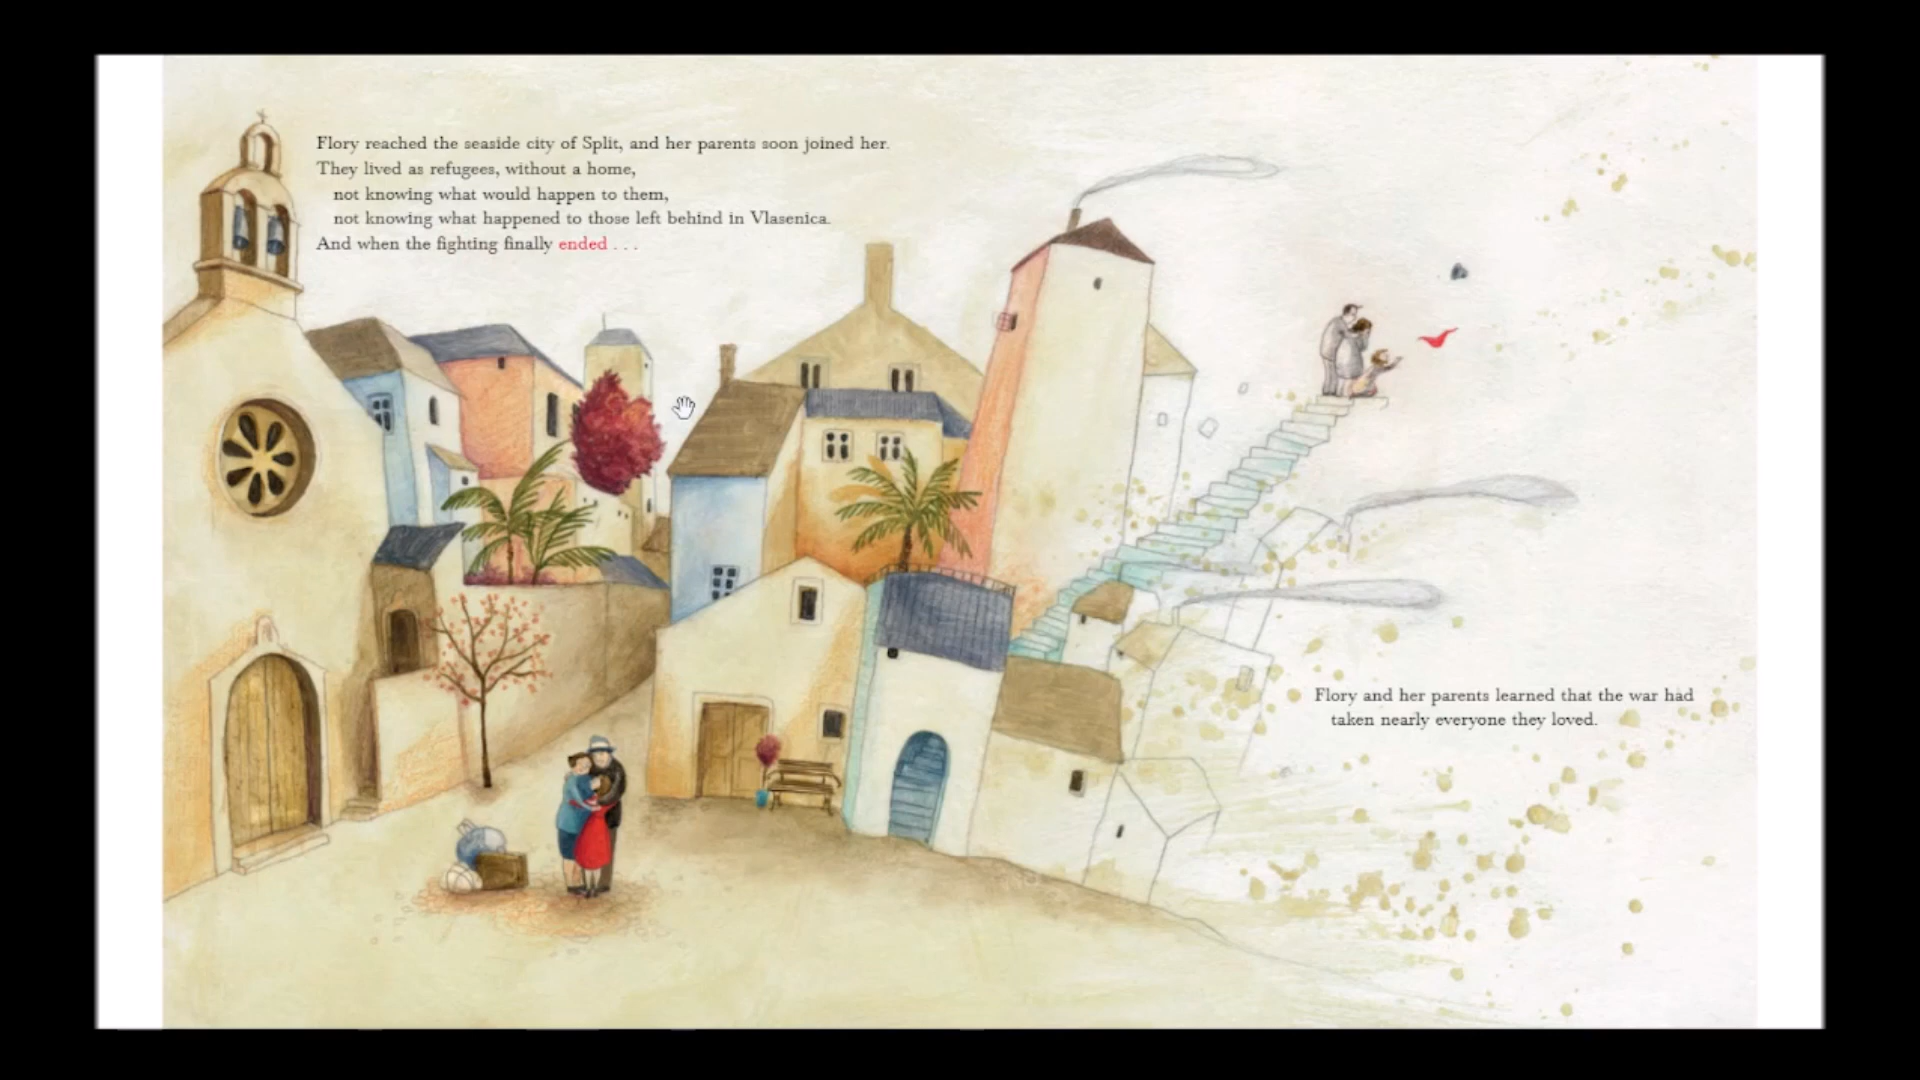 Flory reached the seaside city of Split, and her parents soon joined her.
They lived as refugees, without a home,
not knowing what would happen to them,
not knowing what happened to those left behind in Vlasenica.
And when the fighting finally ended . . .
Flory and her parents learned that the war had
taken nearly everyone they loved.